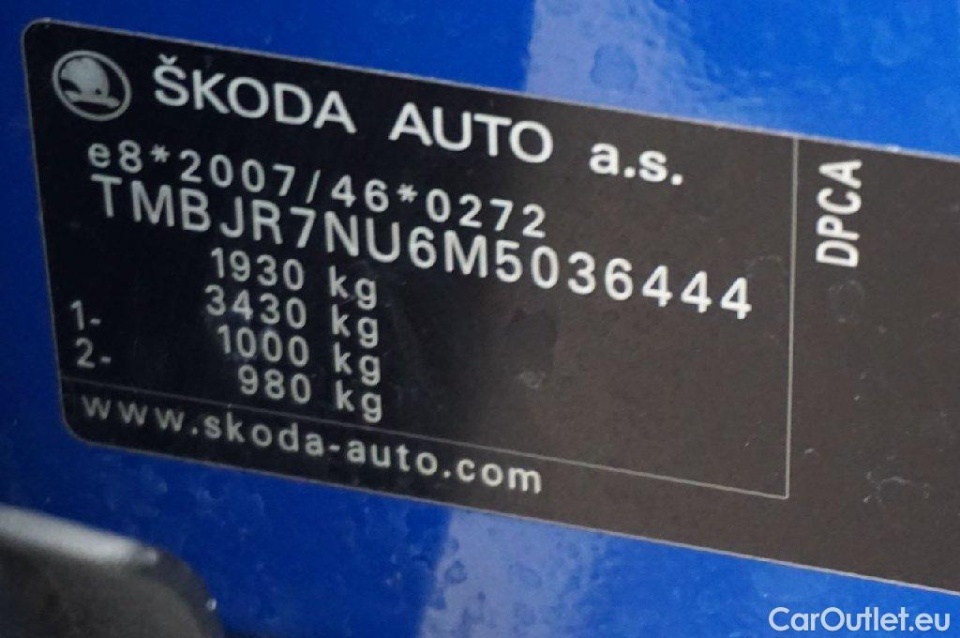 ŠKODA AUTO a.s.
e8*2007/46*0272
TMBJR7NU6M5036444
1930 kg
3430 kg
1- 1000 kg
2- 980 kg
www.skoda-auto.com
DPCA
CarOutlet.eu